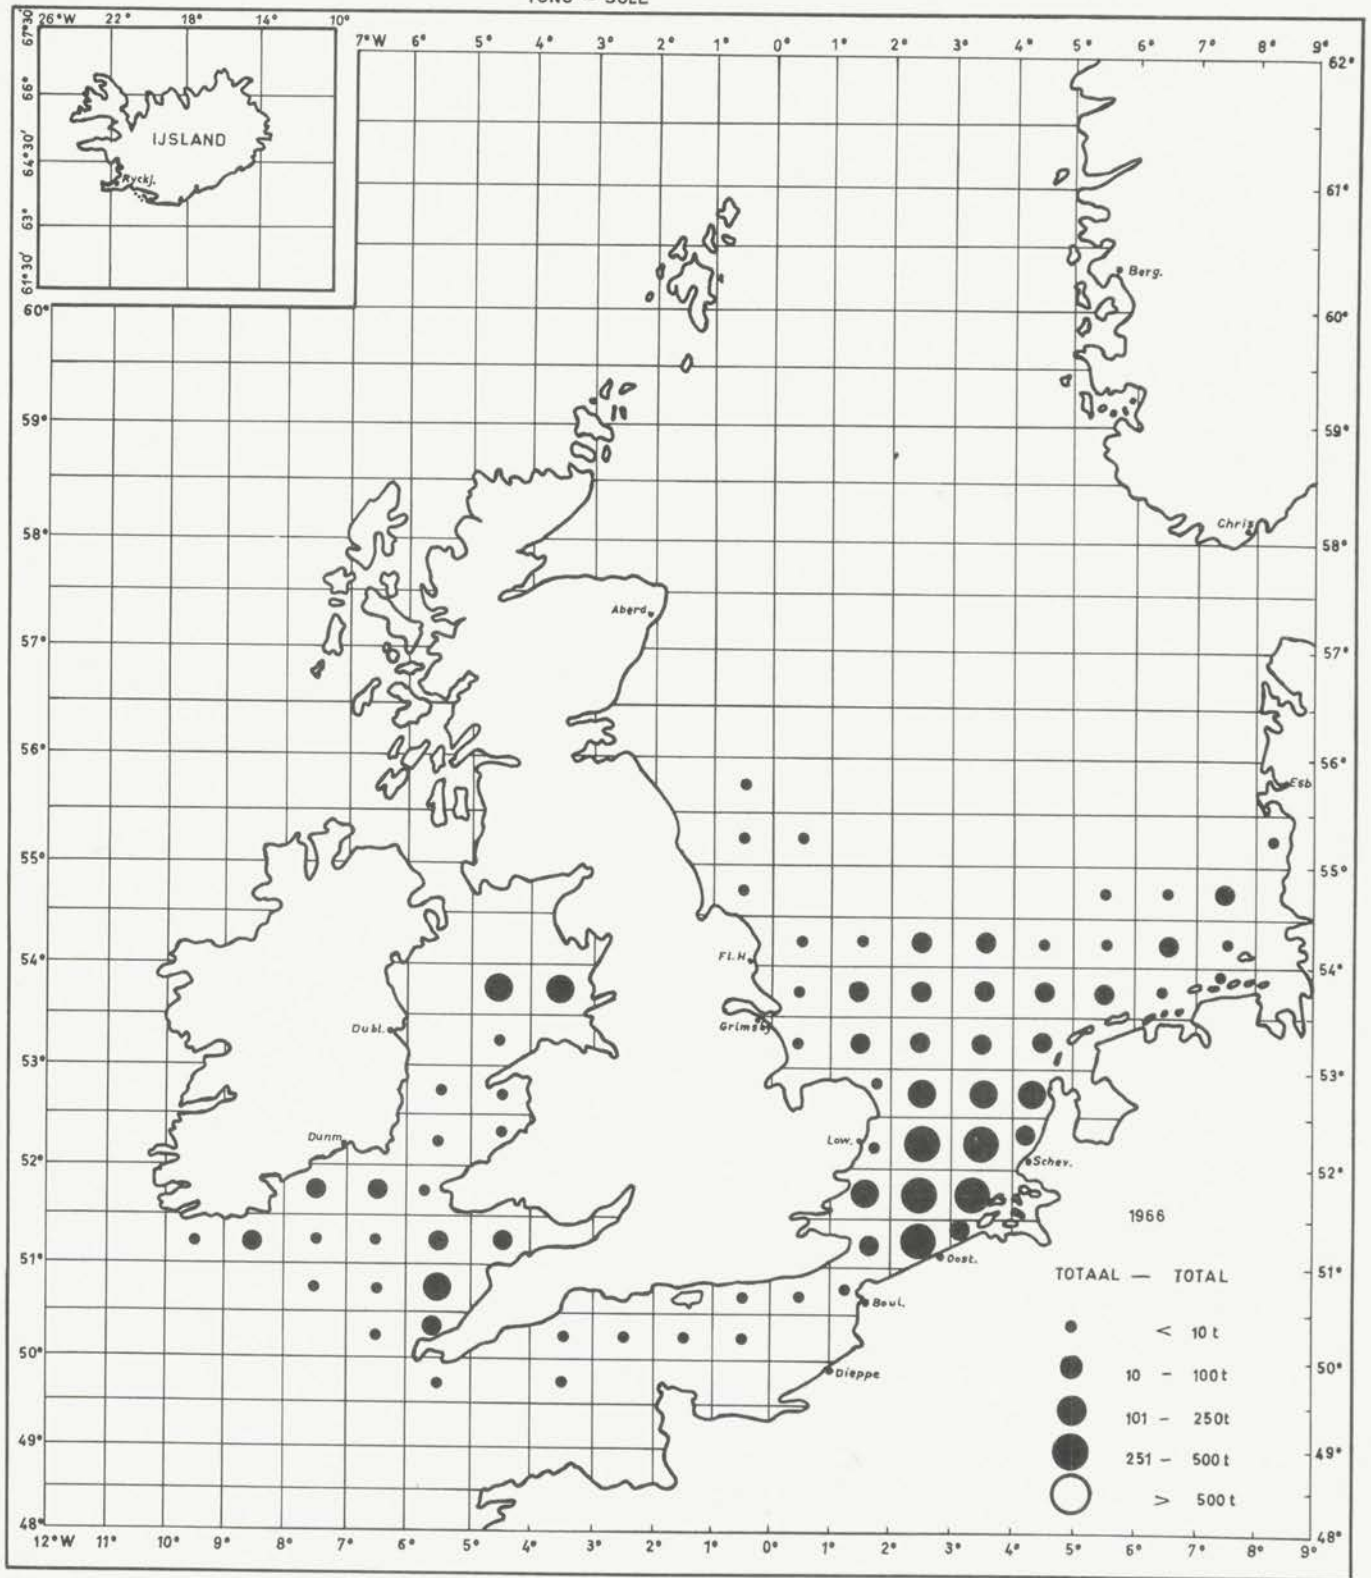 26°W 22° 18° 14° 10°
67°30'
66°
64°30'
63°
61°30'
IJSLAND
Ryckj.
7°W 6° 5° 4° 3° 2° 1° 0° 1° 2° 3° 4° 5° 6° 7° 8° 9°
62°
61°
Berg.
60° 60°
59° 59°
Chris
58° 58°
Aberd.
57° 57°
56° 56°
Esb
55° 55°
Fl.H
54° 54°
Dubl. Grimsby
53° 53°
Dunm. Low.
Schev.
52° 52°
1966
51° 51°
Oost.
TOTAAL — TOTAL
Boul.
< 10 t
50° 50°
Dieppe
10 - 100 t
101 - 250t
49° 49°
251 - 500 t
> 500 t
48° 48°
12°W 11° 10° 9° 8° 7° 6° 5° 4° 3° 2° 1° 0° 1° 2° 3° 4° 5° 6° 7° 8° 9°